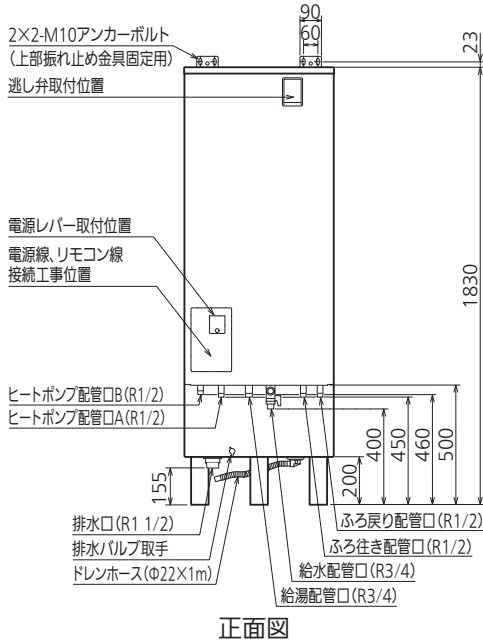 90
60
23
2×2-M10アンカーボルト
(上部振れ止め金具固定用)
逃し弁取付位置
電源レバー取付位置
電源線、リモコン線
接続工事位置
1830
ヒートポンプ配管口B(R1/2)
ヒートポンプ配管口A(R1/2)
155
200
400
450
460
500
排水口(R1 1/2)
排水バルブ取手
ドレンホース(Φ22×1m)
ふろ戻り配管口(R1/2)
ふろ往き配管口(R1/2)
給水配管口(R3/4)
給湯配管口(R3/4)
正面図